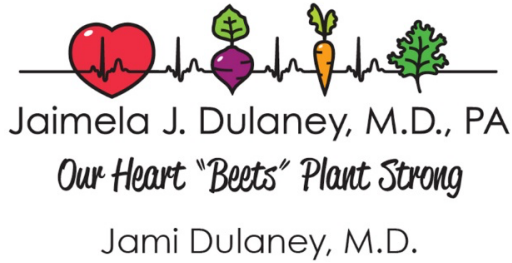 Jaimela J. Dulaney, M.D., PA
Our Heart "Beets" Plant Strong
Jami Dulaney, M.D.